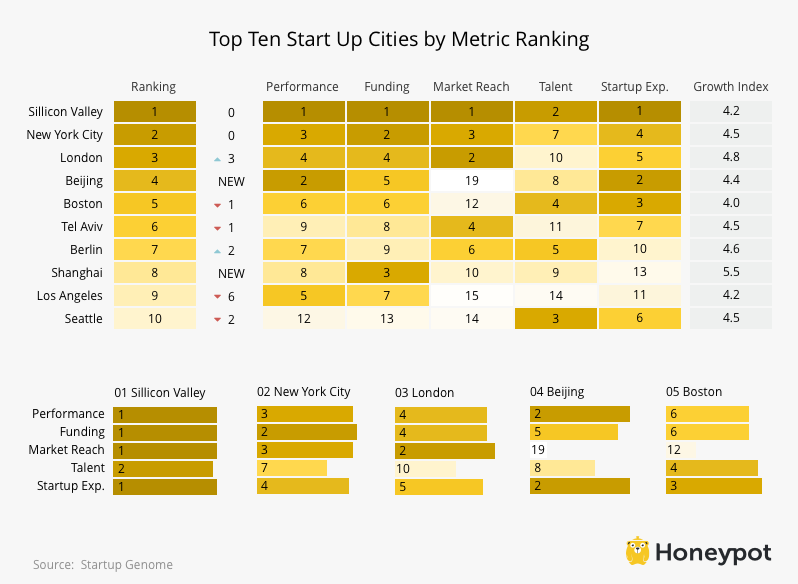 Top Ten Start Up Cities by Metric Ranking
Ranking Performance Funding Market Reach Talent Startup Exp. Growth Index
Sillicon Valley 1 0 1 1 1 2 1 4.2
New York City 2 0 3 2 3 7 4 4.5
London 3 3 4 4 2 10 5 4.8
Beijing 4 NEW 2 5 19 8 2 4.4
Boston 5 1 6 6 12 4 3 4.0
Tel Aviv 6 1 9 8 4 11 7 4.5
Berlin 7 2 7 9 6 5 10 4.6
Shanghai 8 NEW 8 3 10 9 13 5.5
Los Angeles 9 6 5 7 15 14 11 4.2
Seattle 10 2 12 13 14 3 6 4.5
01 Sillicon Valley 02 New York City 03 London 04 Beijing 05 Boston
Performance 1 3 4 2 6
Funding 1 2 4 5 6
Market Reach 1 3 2 19 12
Talent 2 7 10 8 4
Startup Exp. 1 4 5 2 3
Honeypot
Source: Startup Genome